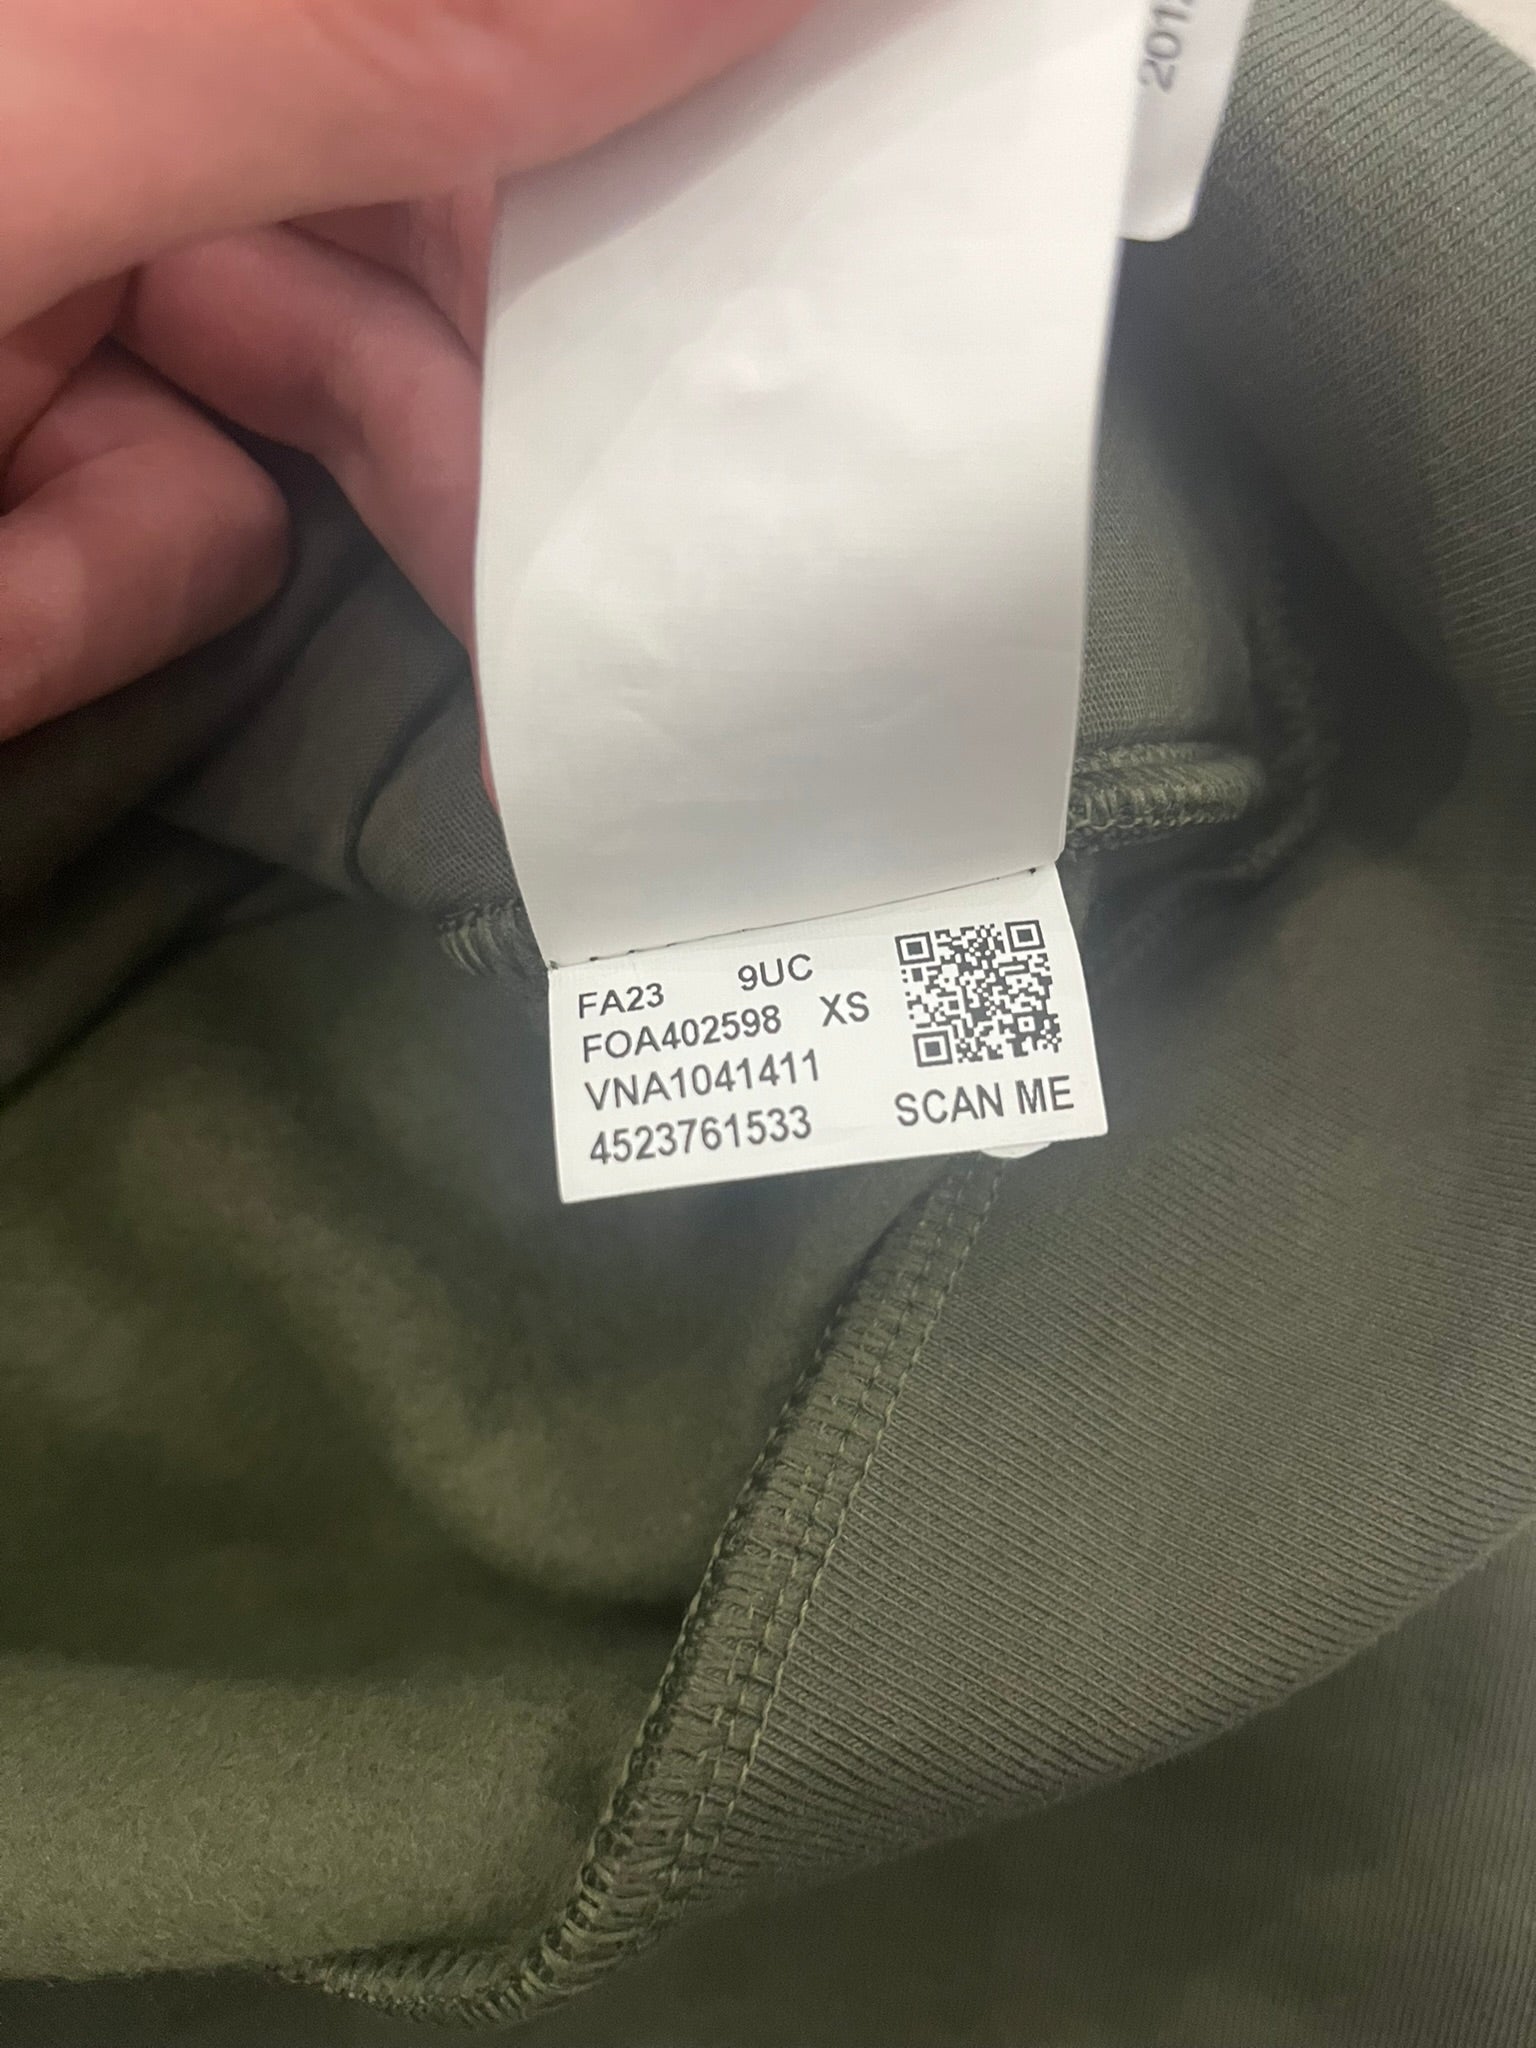 FA23 9UC
FOA402598 XS
VNA1041411
4523761533
SCAN ME